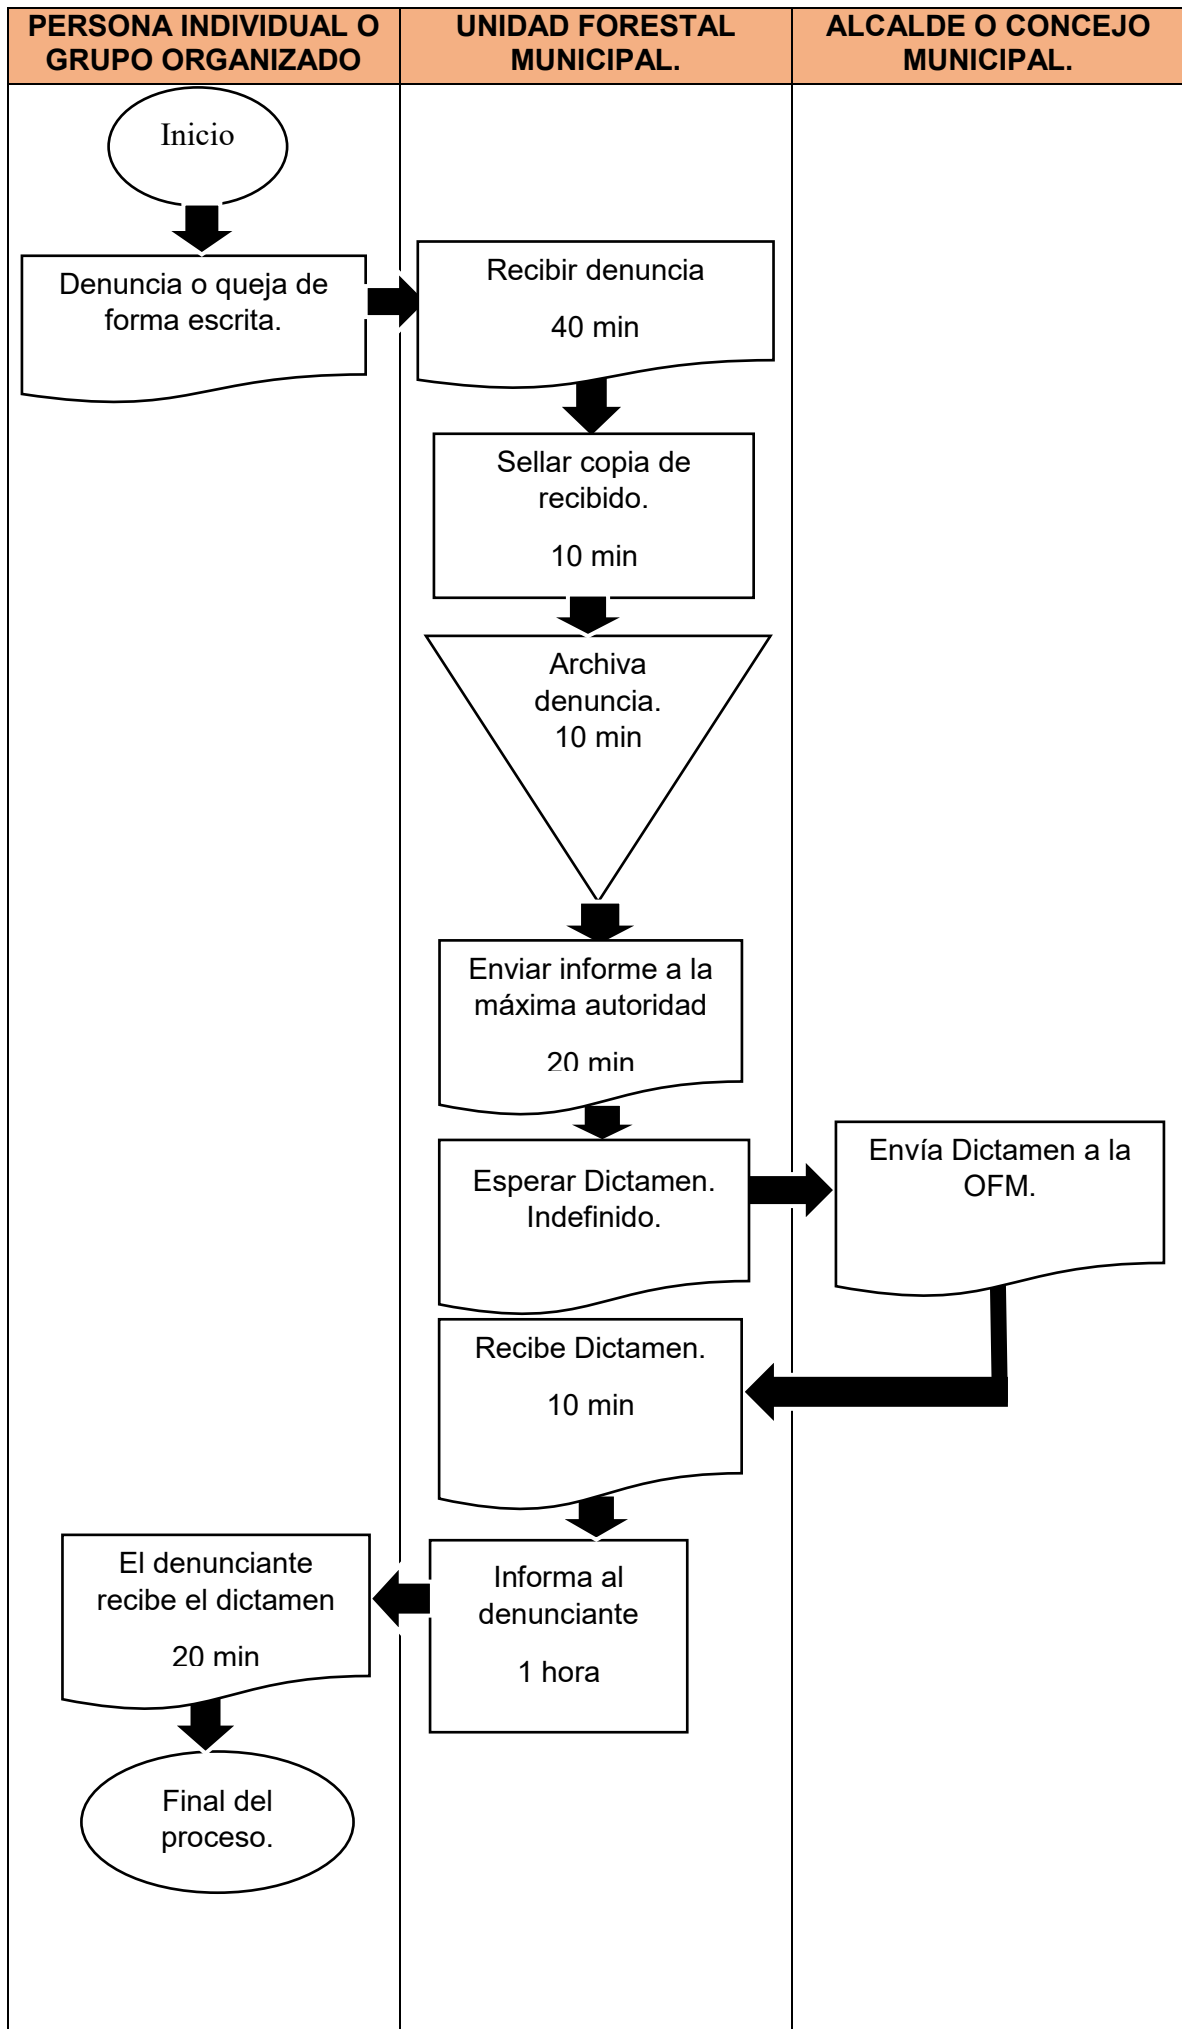 PERSONA INDIVIDUAL O
GRUPO ORGANIZADO
UNIDAD FORESTAL
MUNICIPAL.
ALCALDE O CONCEJO
MUNICIPAL.
Inicio
Denuncia o queja de
forma escrita.
Recibir denuncia
40 min
Sellar copia de
recibido.
10 min
Archiva
denuncia.
10 min
Enviar informe a la
máxima autoridad
20 min
Esperar Dictamen.
Indefinido.
Envía Dictamen a la
OFM.
Recibe Dictamen.
10 min
Informa al
denunciante
1 hora
El denunciante
recibe el dictamen
20 min
Final del
proceso.